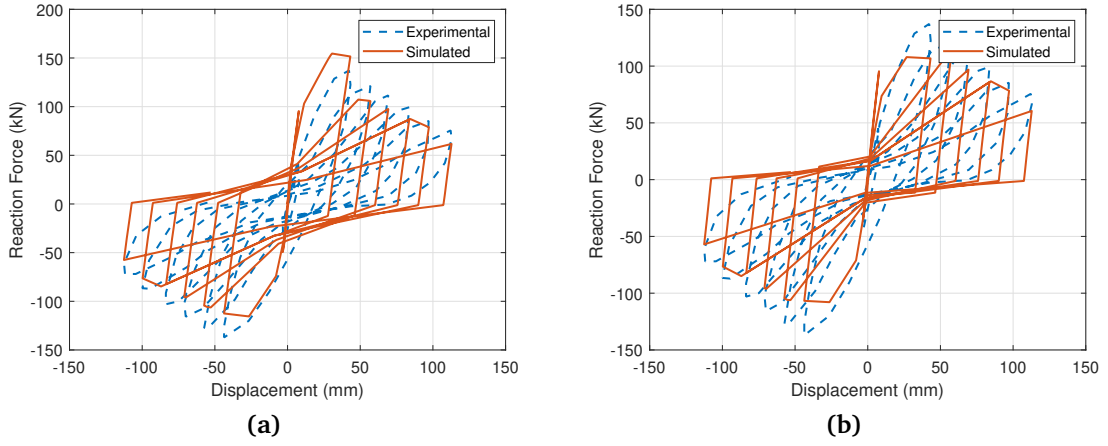 200
150
100
50
0
-50
-100
-150
-150 -100 -50 0 50 100 150
Reaction Force (kN)
Displacement (mm)
Experimental
Simulated
(a)
150
100
50
0
-50
-100
-150
-150 -100 -50 0 50 100 150
Reaction Force (kN)
Displacement (mm)
Experimental
Simulated
(b)